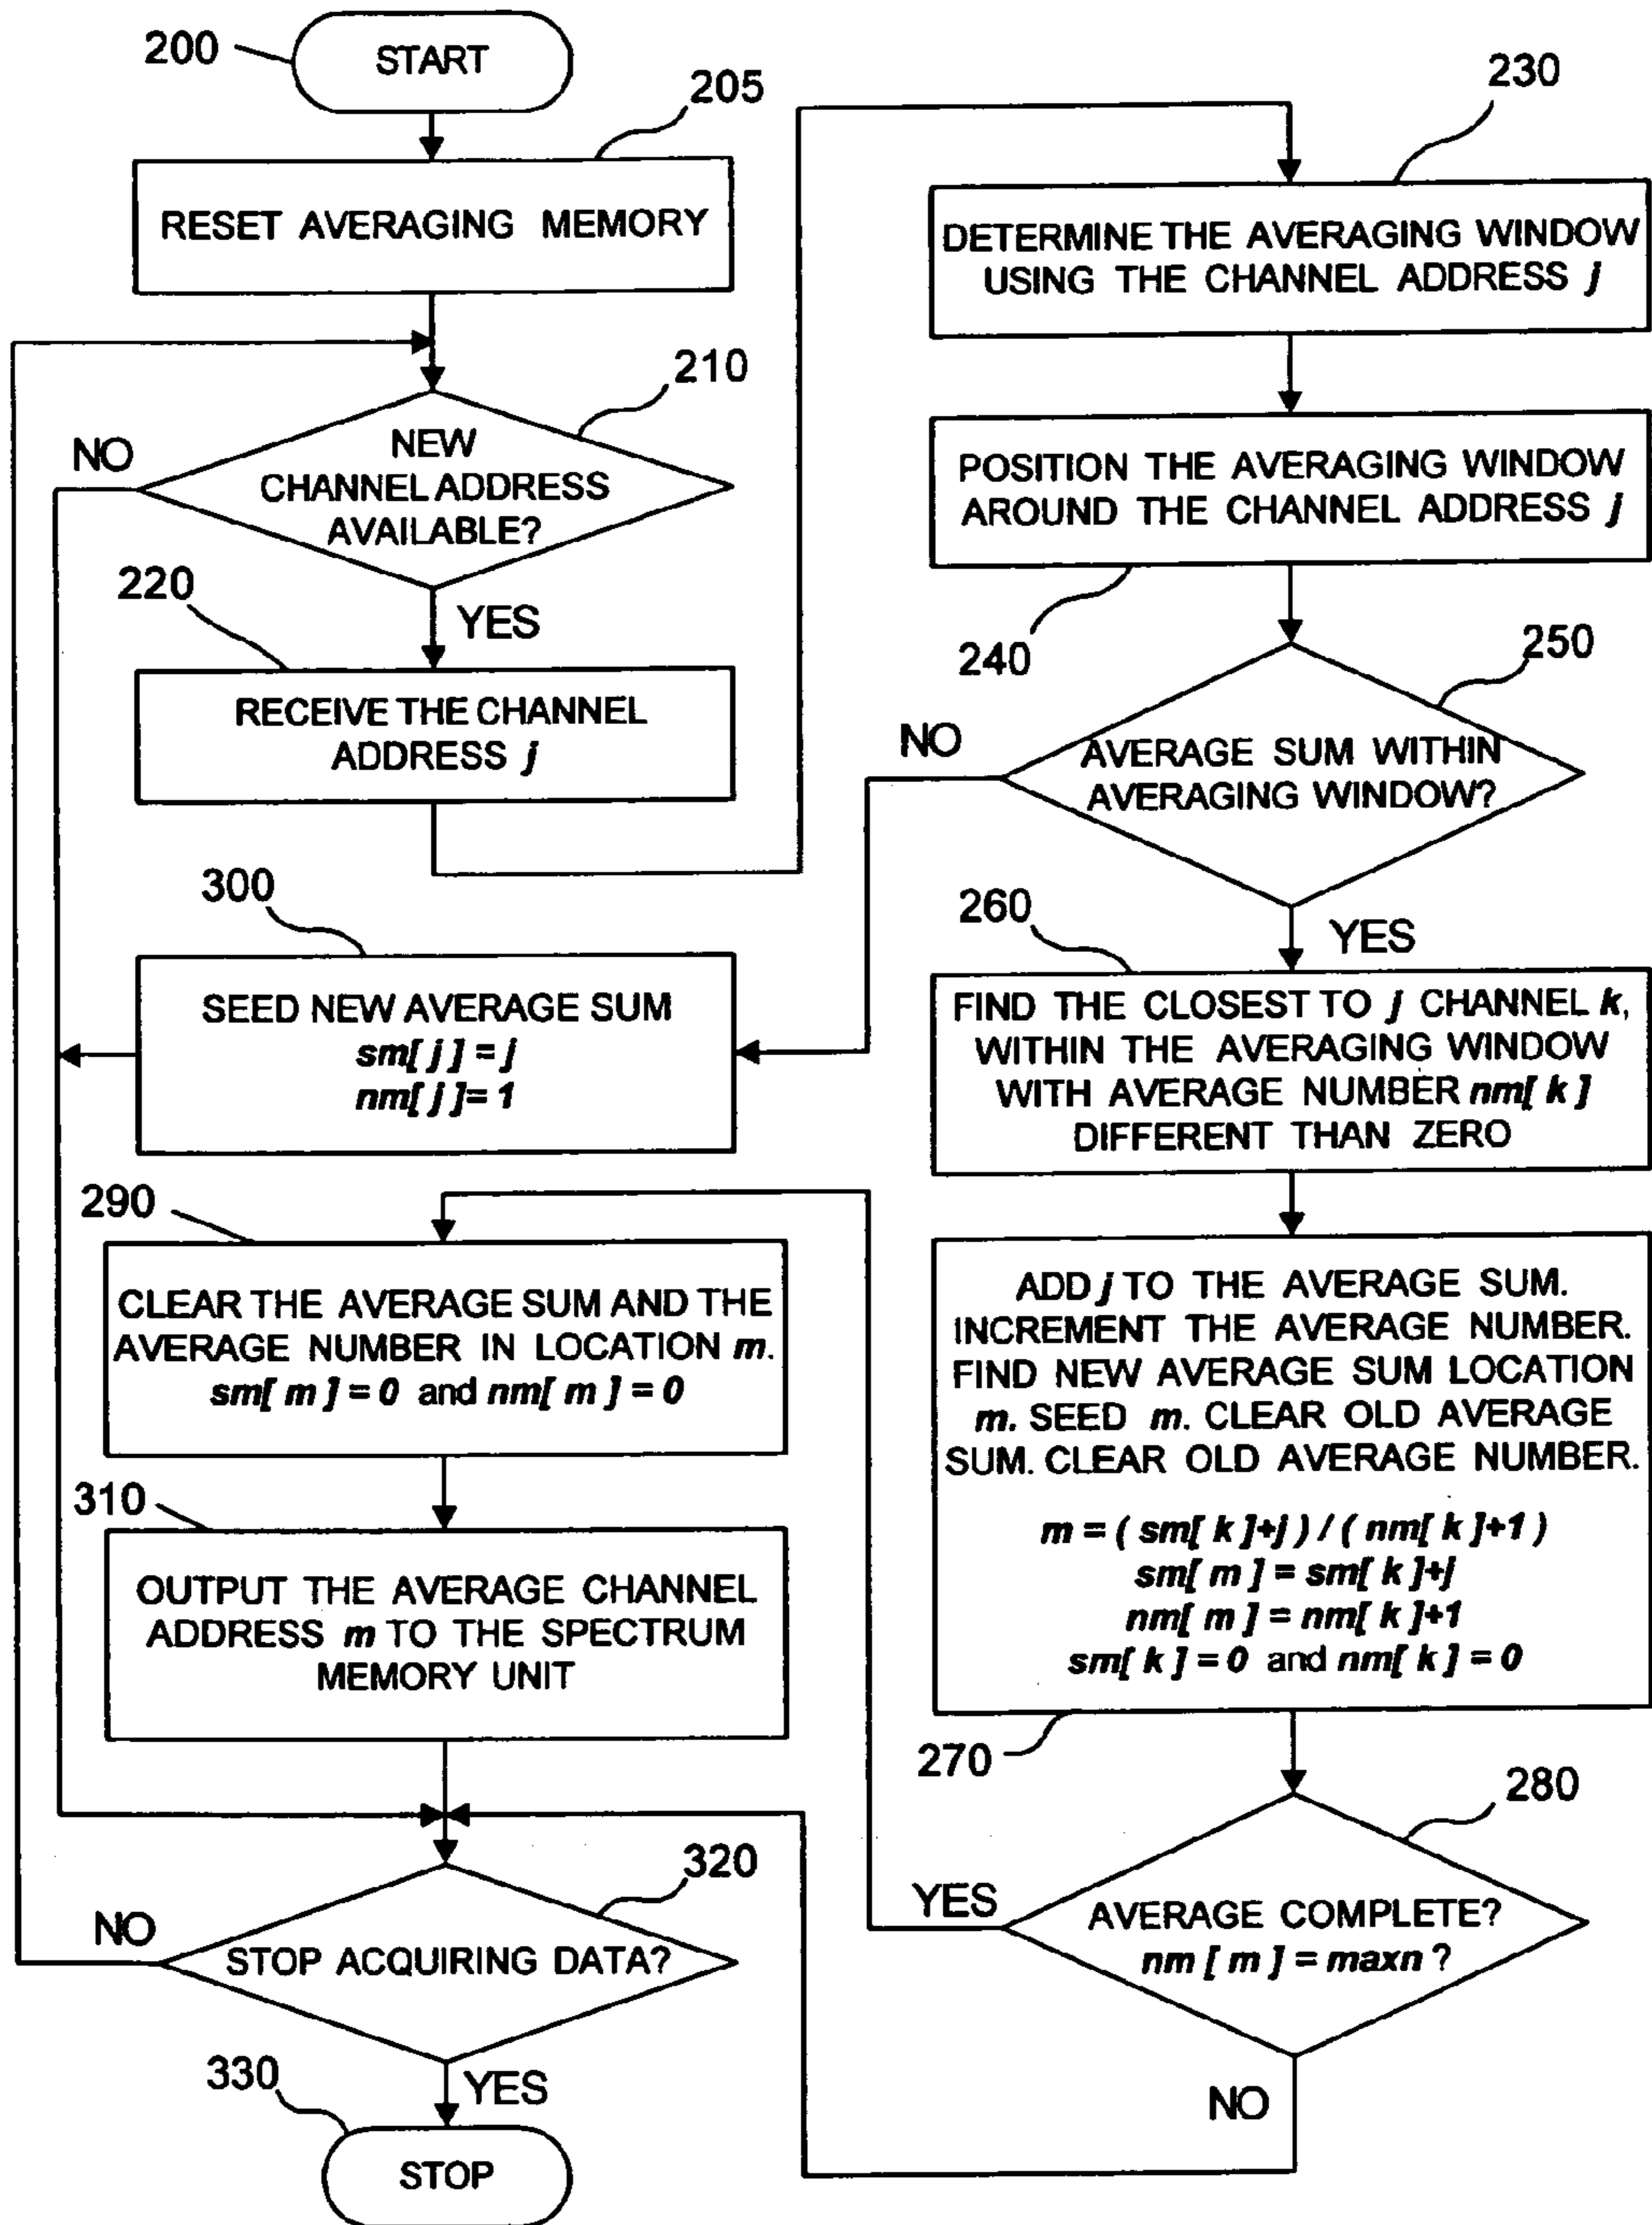 200
START
205
RESET AVERAGING MEMORY
210
NEW
CHANNEL ADDRESS
AVAILABLE?
NO
YES
220
RECEIVE THE CHANNEL
ADDRESS j
230
DETERMINE THE AVERAGING WINDOW
USING THE CHANNEL ADDRESS j
POSITION THE AVERAGING WINDOW
AROUND THE CHANNEL ADDRESS j
240
250
AVERAGE SUM WITHIN
AVERAGING WINDOW?
NO
YES
300
SEED NEW AVERAGE SUM
sm[ j ] = j
nm[ j ]= 1
260
FIND THE CLOSEST TO j CHANNEL k,
WITHIN THE AVERAGING WINDOW
WITH AVERAGE NUMBER nm[ k ]
DIFFERENT THAN ZERO
ADD j TO THE AVERAGE SUM.
INCREMENT THE AVERAGE NUMBER.
FIND NEW AVERAGE SUM LOCATION
m. SEED m. CLEAR OLD AVERAGE
SUM. CLEAR OLD AVERAGE NUMBER.
m = ( sm[ k ]+j ) / ( nm[ k ]+1 )
sm[ m ] = sm[ k ]+j
nm[ m ] = nm[ k ]+1
sm[ k ] = 0 and nm[ k ] = 0
270
280
AVERAGE COMPLETE?
nm [ m ] = maxn ?
YES
NO
290
CLEAR THE AVERAGE SUM AND THE
AVERAGE NUMBER IN LOCATION m.
sm[ m ] = 0 and nm[ m ] = 0
310
OUTPUT THE AVERAGE CHANNEL
ADDRESS m TO THE SPECTRUM
MEMORY UNIT
320
STOP ACQUIRING DATA?
NO
YES
330
STOP